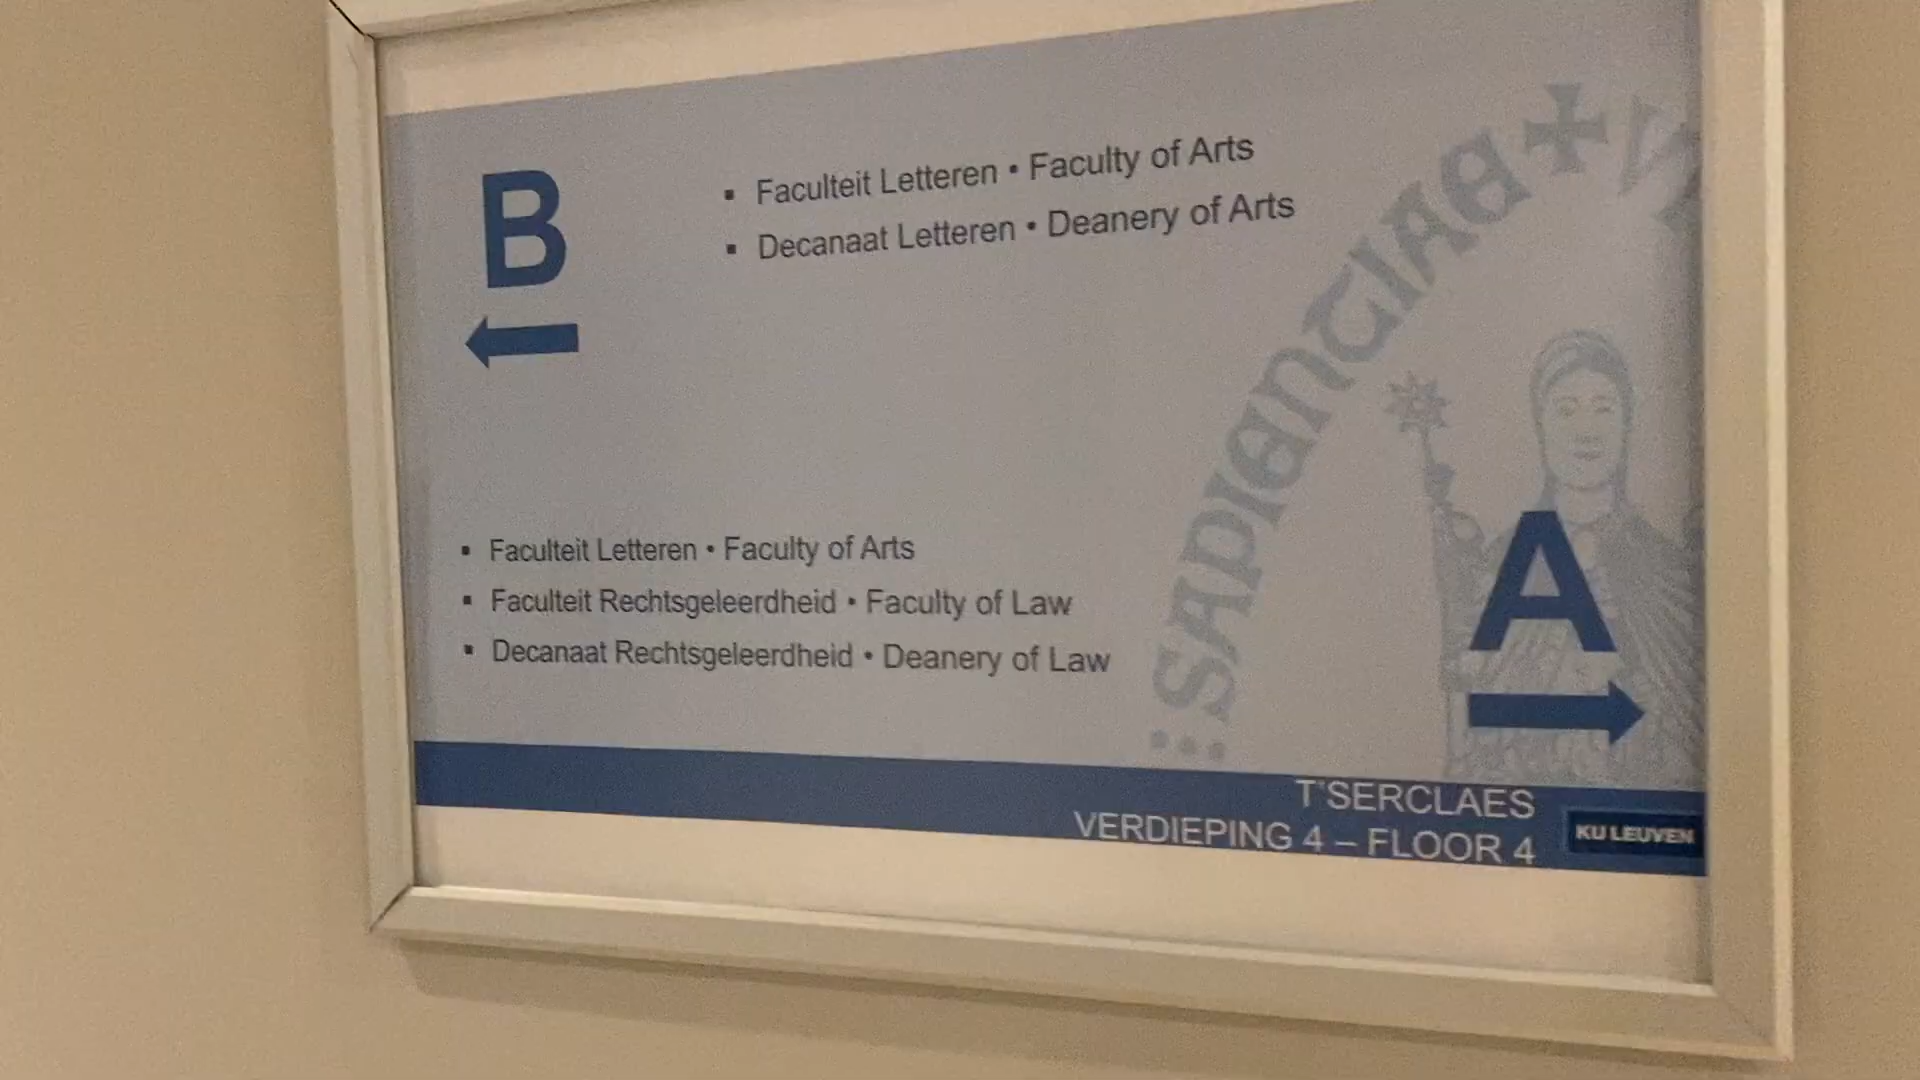 B
▪ Faculteit Letteren • Faculty of Arts
▪ Decanaat Letteren • Deanery of Arts
SAPIENTIAE
▪ Faculteit Letteren • Faculty of Arts
▪ Faculteit Rechtsgeleerdheid • Faculty of Law
▪ Decanaat Rechtsgeleerdheid • Deanery of Law
A
T'SERCLAES
VERDIEPING 4 – FLOOR 4
KU LEUVEN